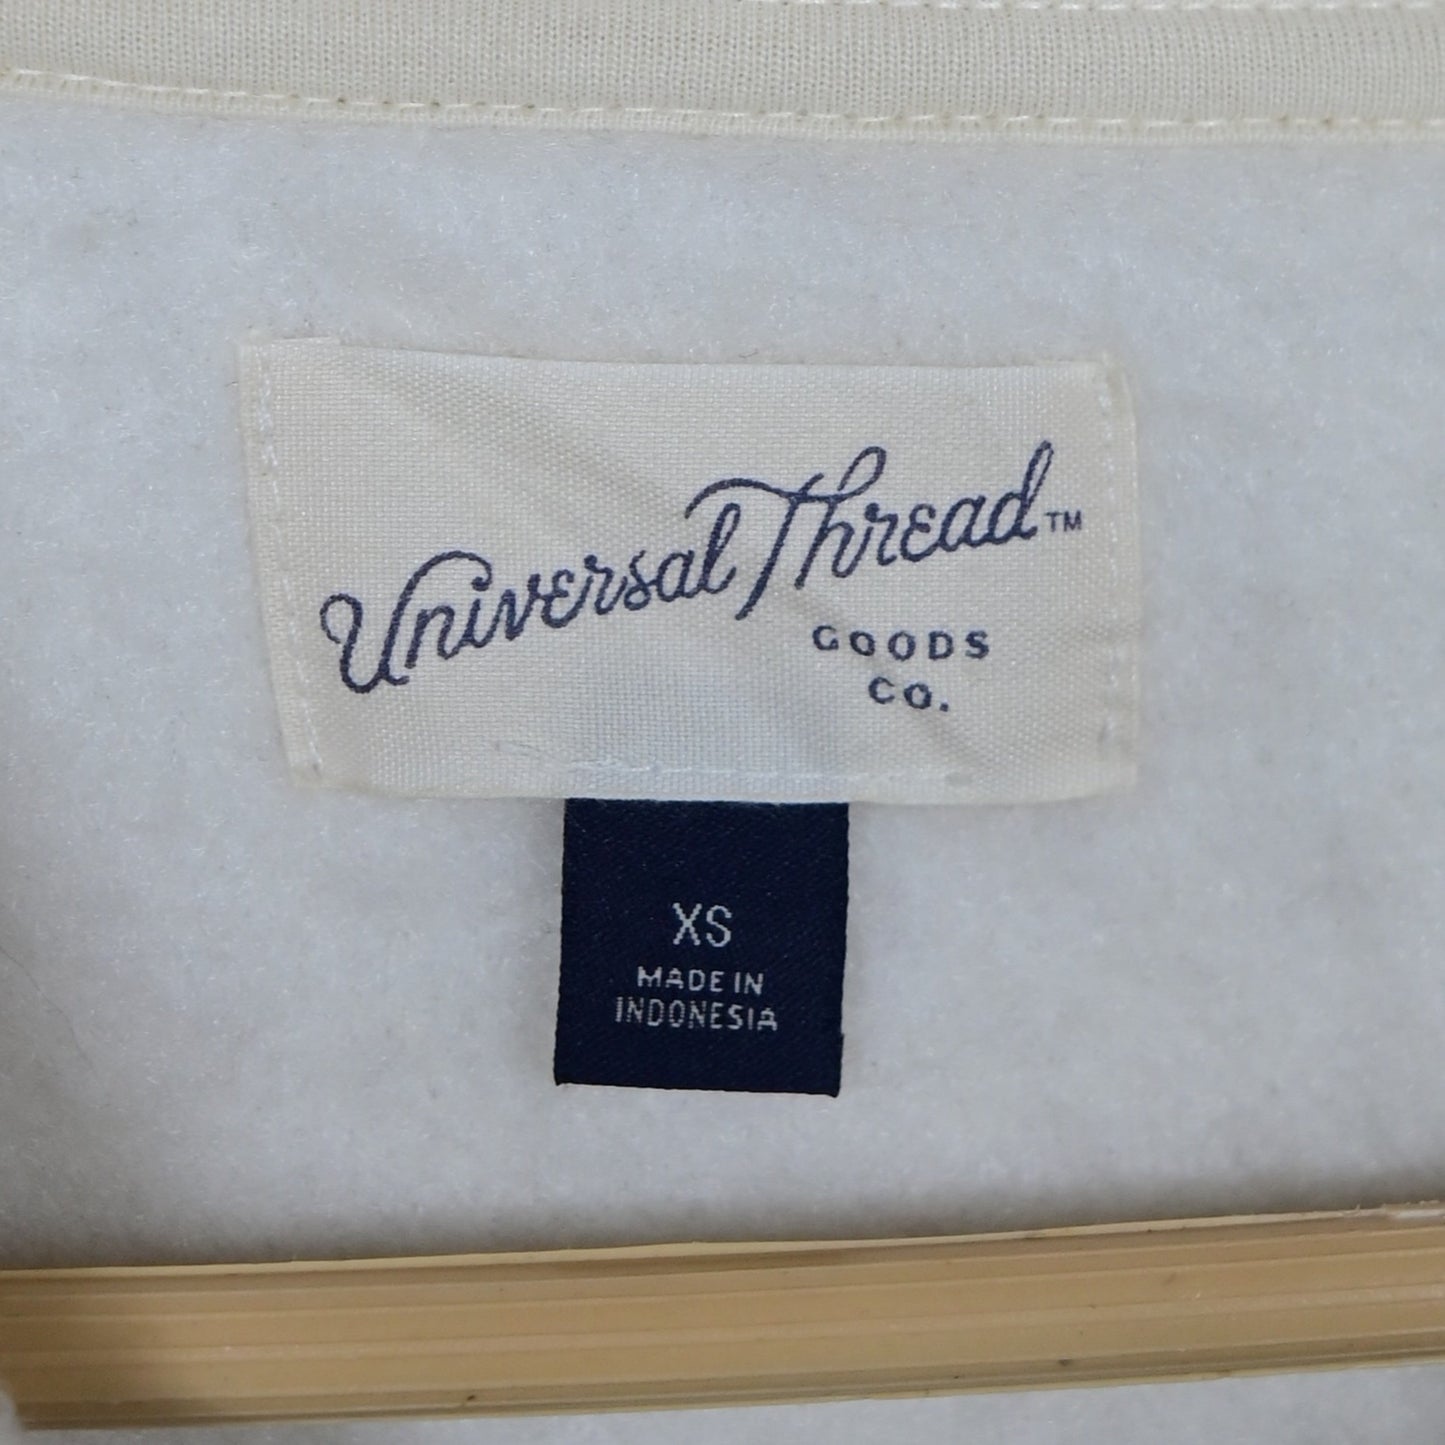 Universal Thread™
GOODS
CO.
XS
MADE IN
INDONESIA